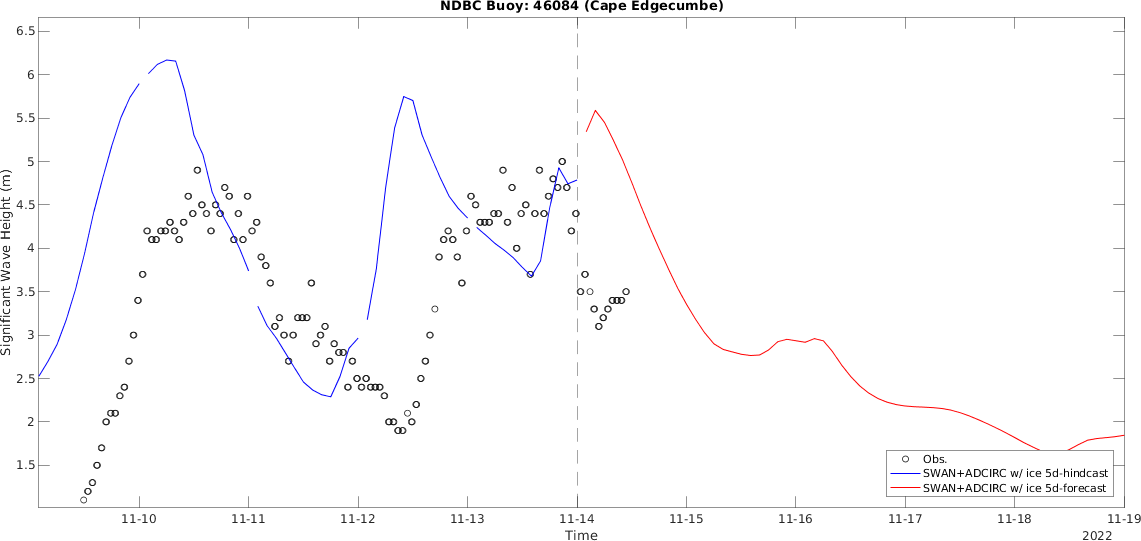 NDBC Buoy: 46084 (Cape Edgecumbe)
6.5
6
5.5
5
4.5
4
3.5
3
2.5
2
1.5
Significant Wave Height (m)
Obs.
SWAN+ADCIRC w/ ice 5d-hindcast
SWAN+ADCIRC w/ ice 5d-forecast
11-10 11-11 11-12 11-13 11-14 11-15 11-16 11-17 11-18 11-19
Time
2022